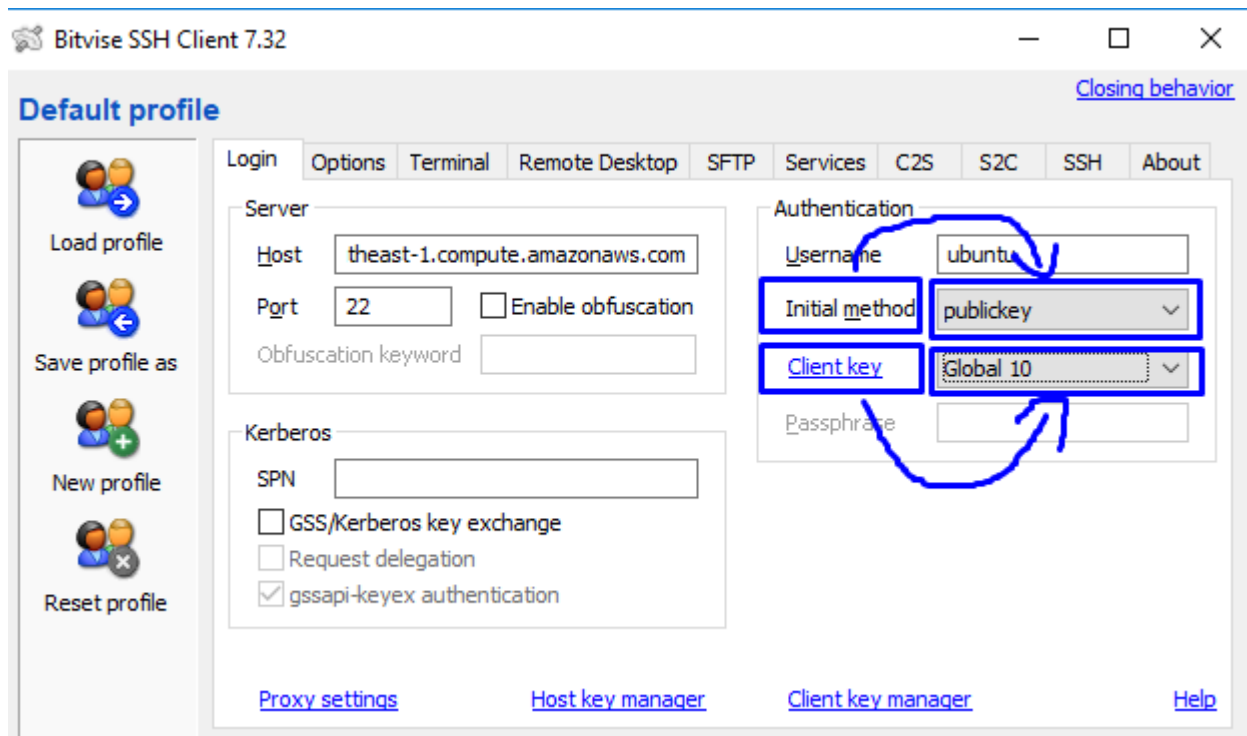 Bitvise SSH Client 7.32
Closing behavior
Default profile
Load profile
Save profile as
New profile
Reset profile
Login Options Terminal Remote Desktop SFTP Services C2S S2C SSH About
Server
Host theast-1.compute.amazonaws.com
Port 22 Enable obfuscation
Obfuscation keyword
Kerberos
SPN
GSS/Kerberos key exchange
Request delegation
gssapi-keyex authentication
Authentication
Username ubuntu
Initial method publickey
Client key Global 10
Passphrase
Proxy settings Host key manager Client key manager Help